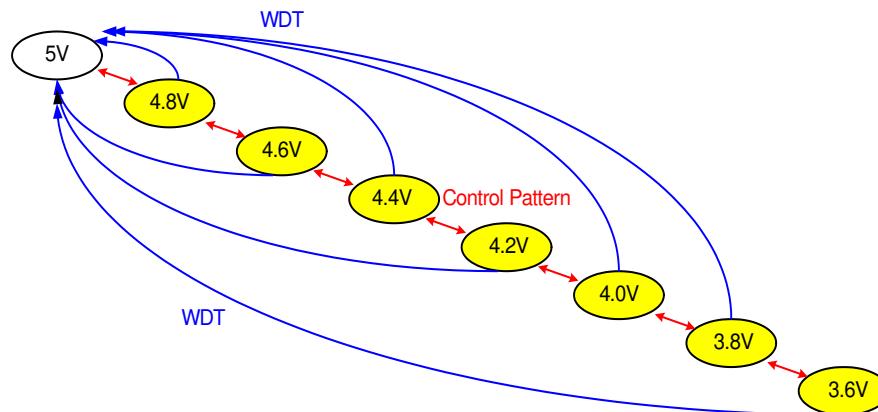 WDT
5V
4.8V
4.6V
4.4V
Control Pattern
4.2V
4.0V
WDT
3.8V
3.6V